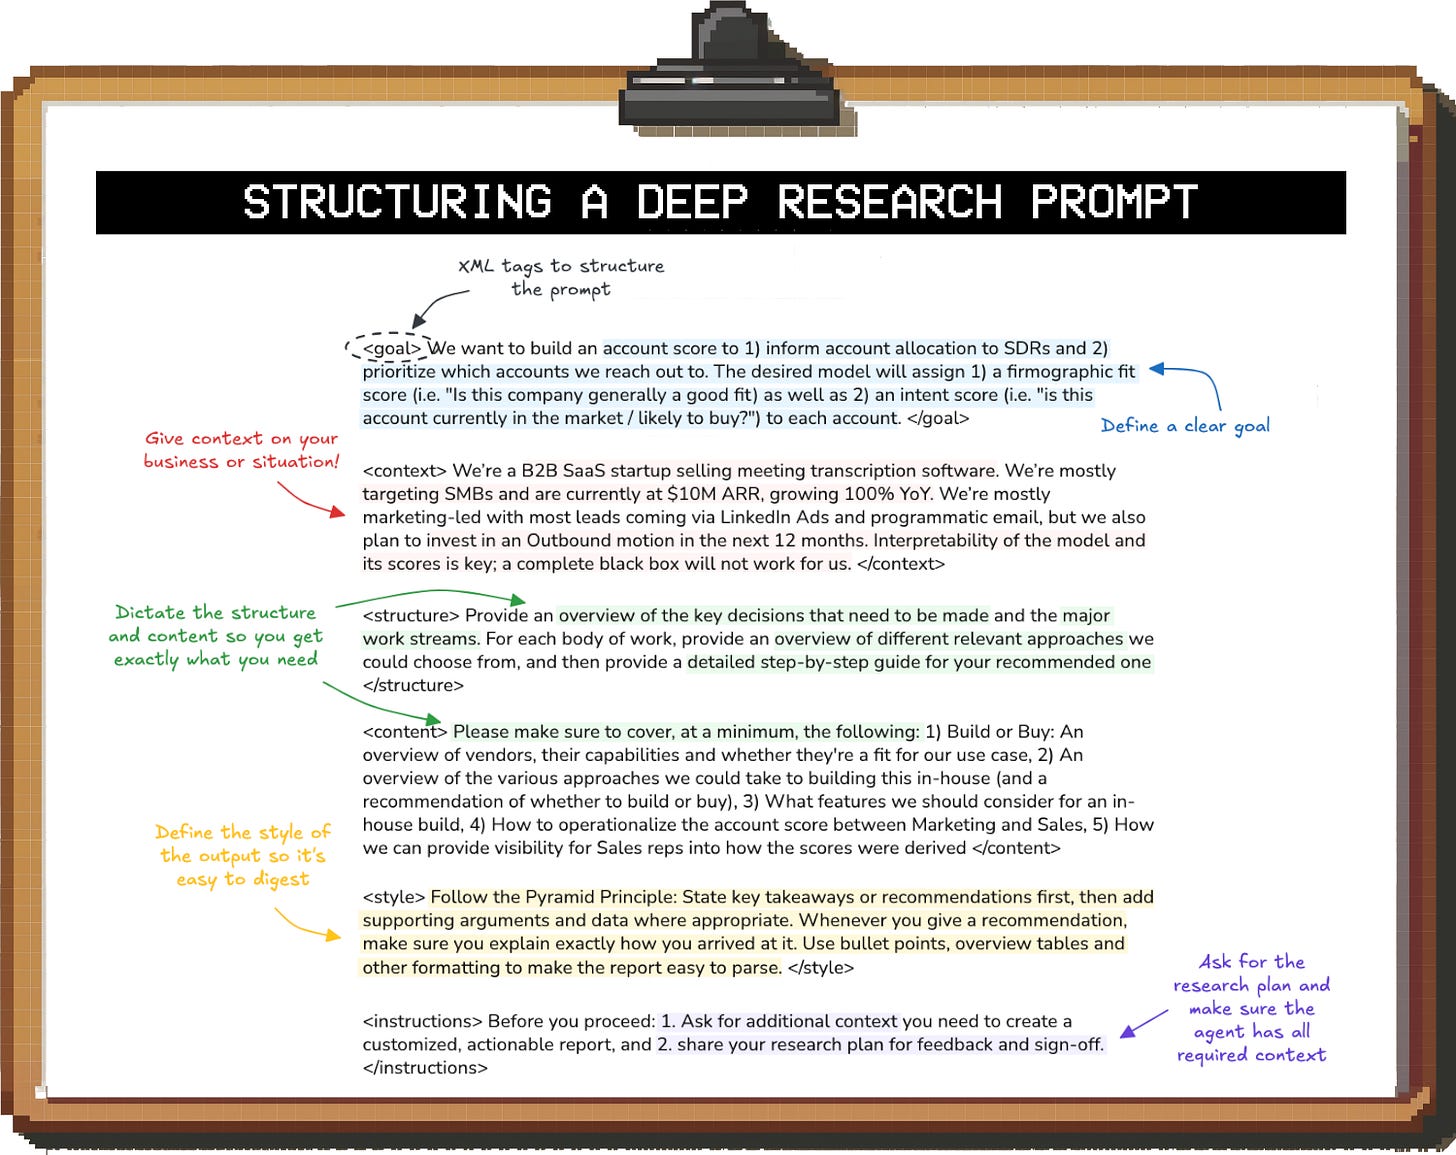 STRUCTURING A DEEP RESEARCH PROMPT
XML tags to structure
the prompt
<goal> We want to build an account score to 1) inform account allocation to SDRs and 2)
prioritize which accounts we reach out to. The desired model will assign 1) a firmographic fit
score (i.e. "Is this company generally a good fit) as well as 2) an intent score (i.e. "is this
account currently in the market / likely to buy?") to each account. </goal>
Define a clear goal
Give context on your
business or situation!
<context> We're a B2B SaaS startup selling meeting transcription software. We're mostly
targeting SMBs and are currently at $10M ARR, growing 100% YoY. We're mostly
marketing-led with most leads coming via LinkedIn Ads and programmatic email, but we also
plan to invest in an Outbound motion in the next 12 months. Interpretability of the model and
its scores is key; a complete black box will not work for us. </context>
Dictate the structure
and content so you get
exactly what you need
<structure> Provide an overview of the key decisions that need to be made and the major
work streams. For each body of work, provide an overview of different relevant approaches we
could choose from, and then provide a detailed step-by-step guide for your recommended one
</structure>
<content> Please make sure to cover, at a minimum, the following: 1) Build or Buy: An
overview of vendors, their capabilities and whether they're a fit for our use case, 2) An
overview of the various approaches we could take to building this in-house (and a
recommendation of whether to build or buy), 3) What features we should consider for an in-
house build, 4) How to operationalize the account score between Marketing and Sales, 5) How
we can provide visibility for Sales reps into how the scores were derived </content>
Define the style of
the output so it's
easy to digest
<style> Follow the Pyramid Principle: State key takeaways or recommendations first, then add
supporting arguments and data where appropriate. Whenever you give a recommendation,
make sure you explain exactly how you arrived at it. Use bullet points, overview tables and
other formatting to make the report easy to parse. </style>
Ask for the
research plan and
make sure the
agent has all
required context
<instructions> Before you proceed: 1. Ask for additional context you need to create a
customized, actionable report, and 2. share your research plan for feedback and sign-off.
</instructions>